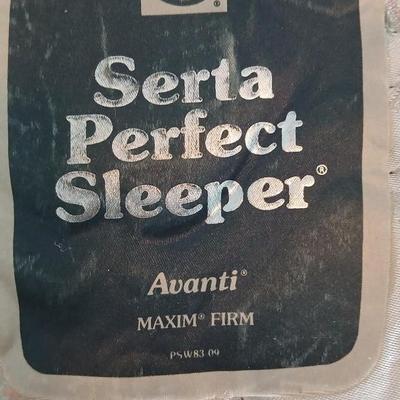 ®
Serta
Perfect
Sleeper®
Avanti®
MAXIM® FIRM
PSW83 09